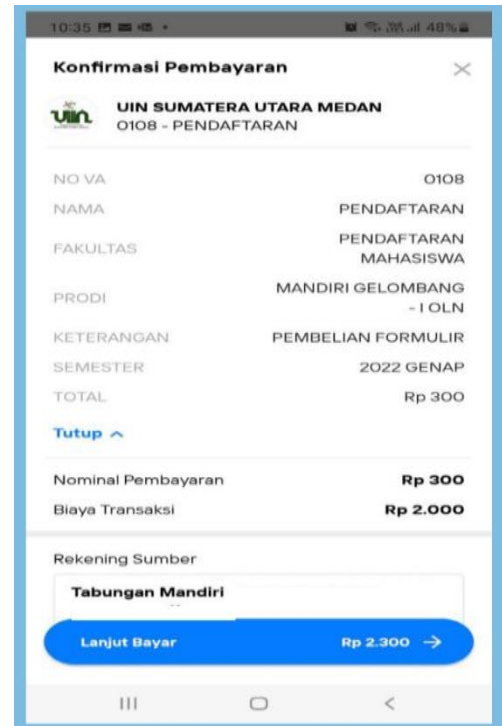 10:35
48%
Konfirmasi Pembayaran
UIN
UIN SUMATERA UTARA MEDAN
0108 - PENDAFTARAN
NO VA 0108
NAMA PENDAFTARAN
FAKULTAS PENDAFTARAN
MAHASISWA
PRODI MANDIRI GELOMBANG
- I OLN
KETERANGAN PEMBELIAN FORMULIR
SEMESTER 2022 GENAP
TOTAL Rp 300
Tutup
Nominal Pembayaran Rp 300
Biaya Transaksi Rp 2.000
Rekening Sumber
Tabungan Mandiri
Lanjut Bayar Rp 2.300 →